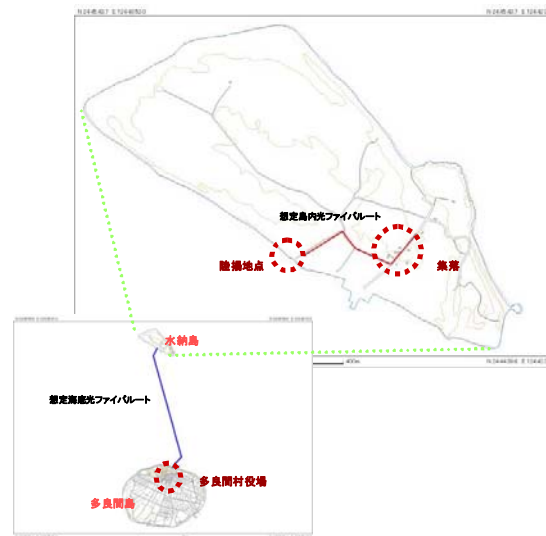 想定島内光ファイバルート
陸揚地点
集落
400m
水納島
想定海底光ファイバルート
多良間村役場
多良間島